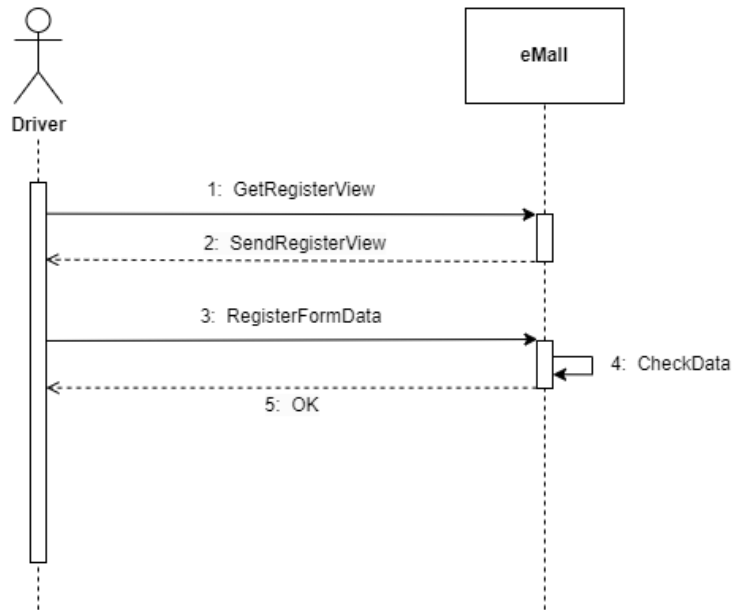 eMall
Driver
1: GetRegisterView
2: SendRegisterView
3: RegisterFormData
4: CheckData
5: OK